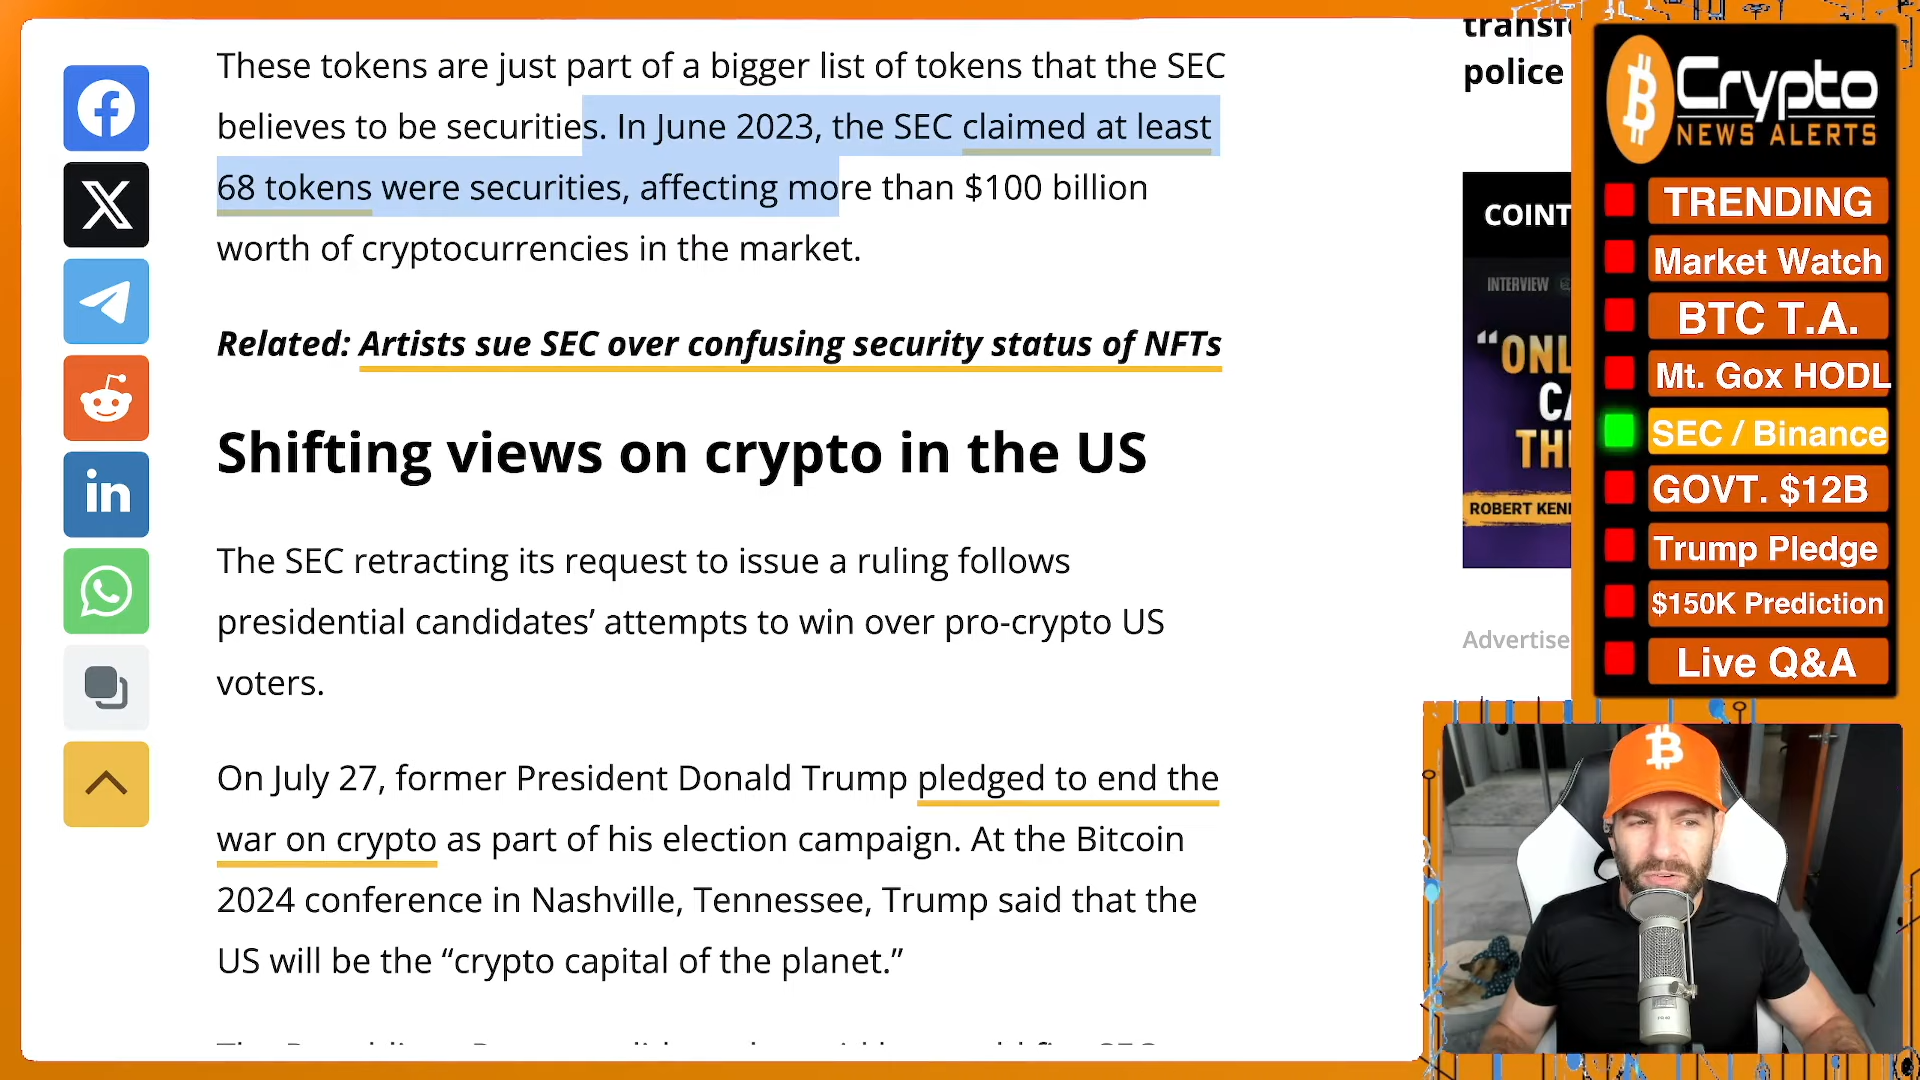 These tokens are just part of a bigger list of tokens that the SEC
believes to be securities. In June 2023, the SEC claimed at least
68 tokens were securities, affecting more than $100 billion
worth of cryptocurrencies in the market.
Related: Artists sue SEC over confusing security status of NFTs
Shifting views on crypto in the US
The SEC retracting its request to issue a ruling follows
presidential candidates’ attempts to win over pro-crypto US
voters.
On July 27, former President Donald Trump pledged to end the
war on crypto as part of his election campaign. At the Bitcoin
2024 conference in Nashville, Tennessee, Trump said that the
US will be the “crypto capital of the planet.”
police
COINT
INTERVIEW
“ONL
CA
TH
ROBERT KEN
Advertise
Crypto
NEWS ALERTS
TRENDING
Market Watch
BTC T.A.
Mt. Gox HODL
SEC / Binance
GOVT. $12B
Trump Pledge
$150K Prediction
Live Q&A